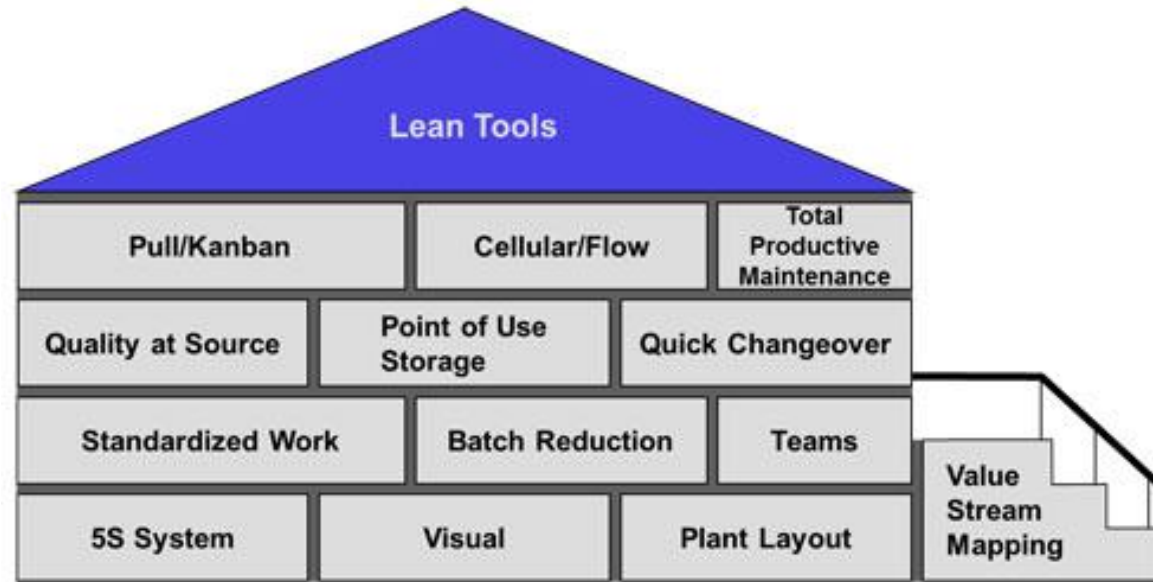 Lean Tools
Pull/Kanban
Cellular/Flow
Total
Productive
Maintenance
Quality at Source
Point of Use
Storage
Quick Changeover
Standardized Work
Batch Reduction
Teams
5S System
Visual
Plant Layout
Value
Stream
Mapping